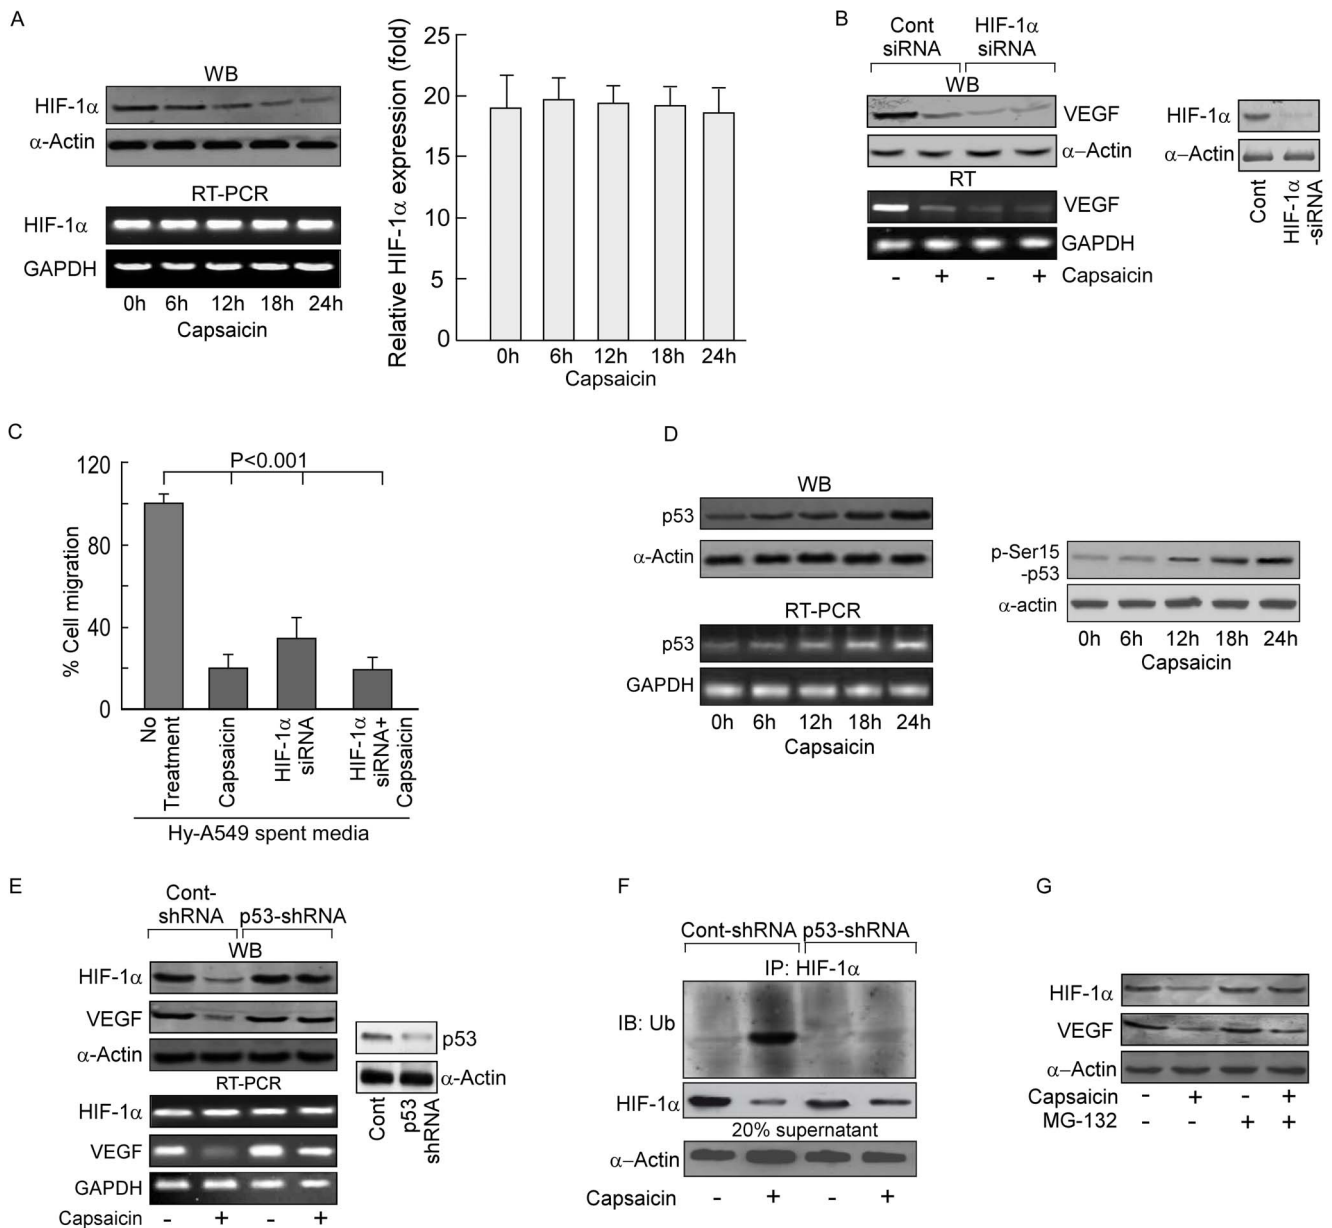 A
WB
HIF-1α
α-Actin
RT-PCR
HIF-1α
GAPDH
0h 6h 12h 18h 24h
Capsaicin
Relative HIF-1α expression (fold)
25
20
15
10
5
0
0h 6h 12h 18h 24h
Capsaicin
B
Cont siRNA
HIF-1α siRNA
WB
VEGF
α–Actin
RT
VEGF
GAPDH
- + - + Capsaicin
HIF-1α
α–Actin
Cont
HIF-1α
-siRNA
C
% Cell migration
120
80
40
0
P<0.001
No
Treatment
Capsaicin
HIF-1α
siRNA
HIF-1α
siRNA+
Capsaicin
Hy-A549 spent media
D
WB
p53
α-Actin
RT-PCR
p53
GAPDH
0h 6h 12h 18h 24h
Capsaicin
p-Ser15
-p53
α-actin
0h 6h 12h 18h 24h
Capsaicin
E
Cont-
shRNA p53-shRNA
WB
HIF-1α
VEGF
α-Actin
RT-PCR
HIF-1α
VEGF
GAPDH
Capsaicin - + - +
p53
α-Actin
Cont
p53
shRNA
F
Cont-shRNA p53-shRNA
IP: HIF-1α
IB: Ub
HIF-1α
20% supernatant
α–Actin
Capsaicin - + - +
G
HIF-1α
VEGF
α–Actin
Capsaicin - + - +
MG-132 - - + +